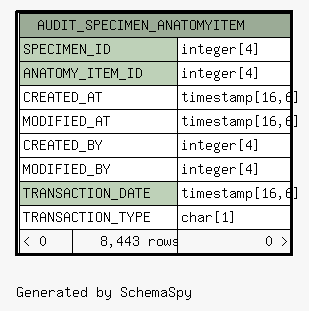 AUDIT_SPECIMEN_ANATOMYITEM
SPECIMEN_ID integer[4]
ANATOMY_ITEM_ID integer[4]
CREATED_AT timestamp[16,6]
MODIFIED_AT timestamp[16,6]
CREATED_BY integer[4]
MODIFIED_BY integer[4]
TRANSACTION_DATE timestamp[16,6]
TRANSACTION_TYPE char[1]
< 0 8,443 rows 0 >
Generated by SchemaSpy